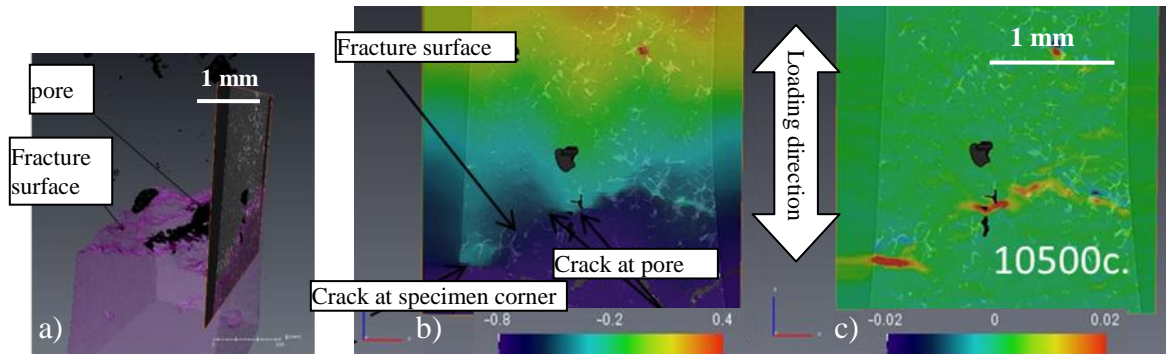 1 mm
pore
Fracture
surface
a)
Fracture surface
Crack at pore
Crack at specimen corner
b)
-0.8
-0.2
0.4
Loading direction
1 mm
10500c.
c)
-0.02
0
0.02